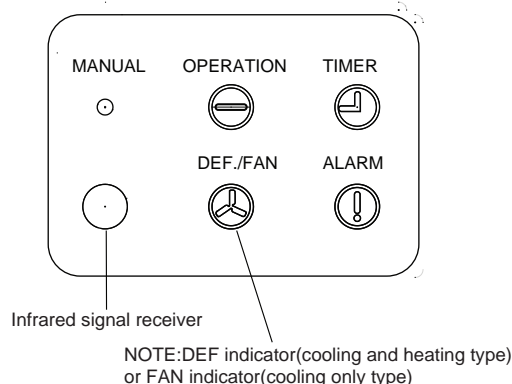 MANUAL OPERATION TIMER
DEF./FAN ALARM
Infrared signal receiver
NOTE:DEF indicator(cooling and heating type)
or FAN indicator(cooling only type)